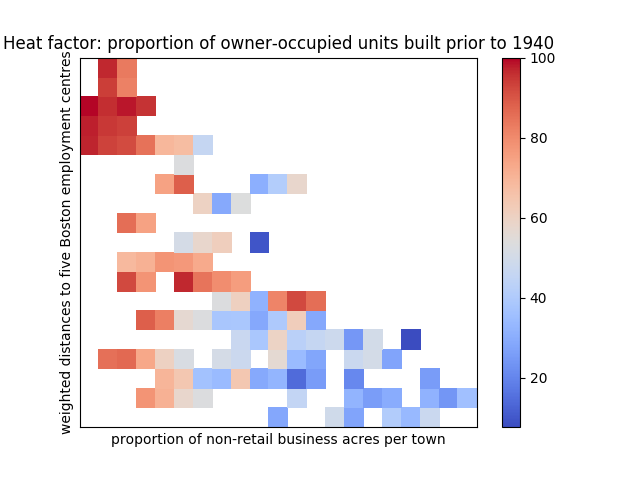 Heat factor: proportion of owner-occupied units built prior to 1940
weighted distances to five Boston employment centres
proportion of non-retail business acres per town
100
80
60
40
20